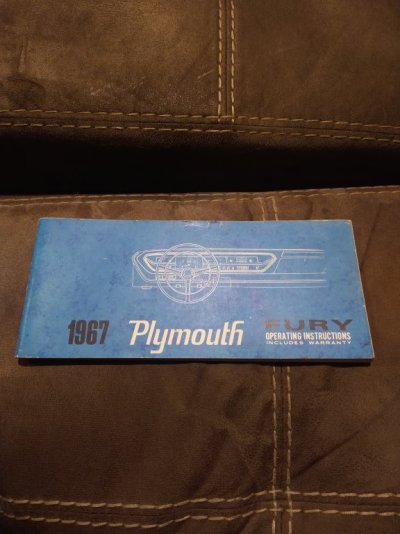 1967 Plymouth FURY
OPERATING INSTRUCTIONS
INCLUDES WARRANTY